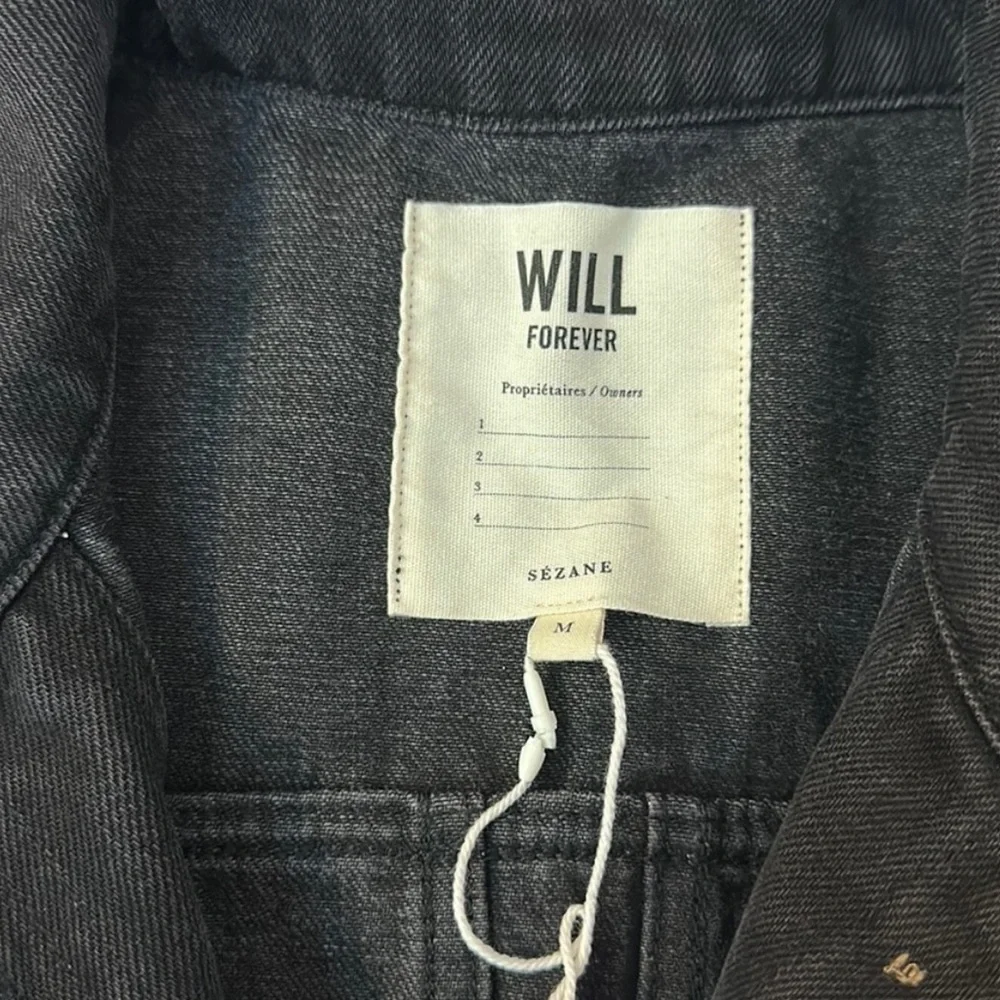 WILL
FOREVER
Propriétaires / Owners
1
2
3
4
SÉZANE
M